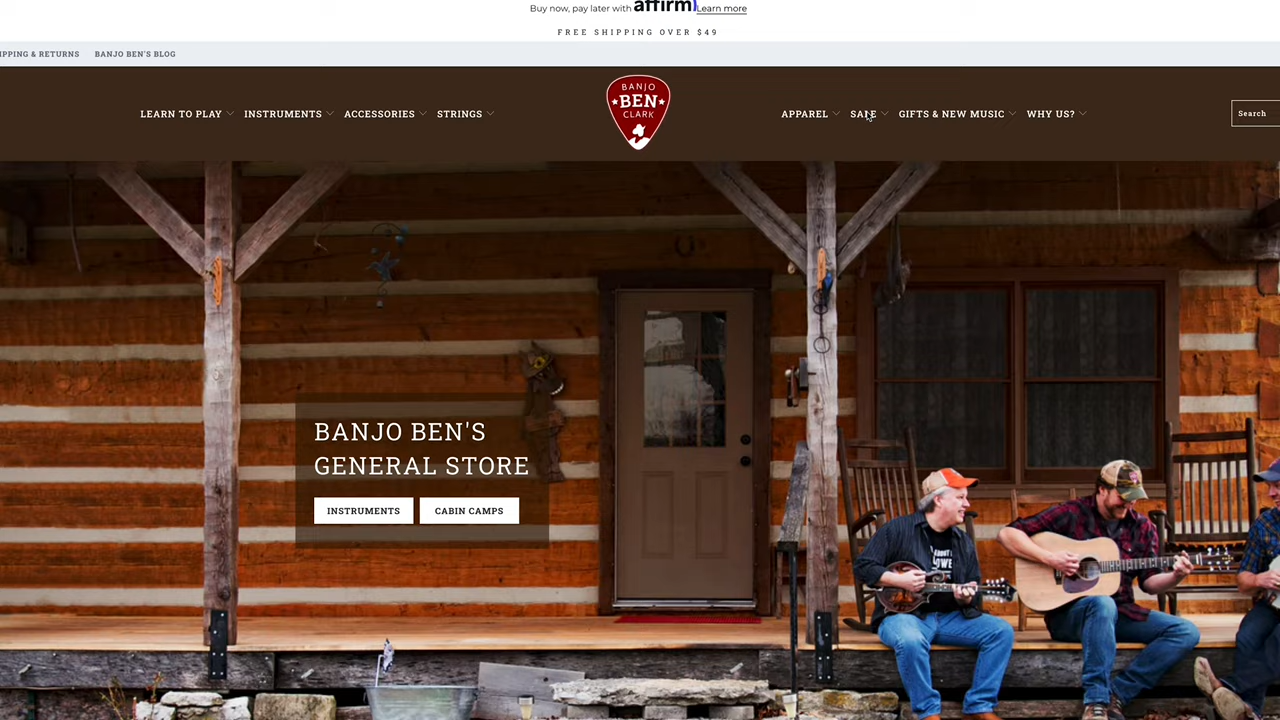 Buy now, pay later with affirm Learn more
FREE SHIPPING OVER $49
IPPING & RETURNS BANJO BEN'S BLOG
LEARN TO PLAY INSTRUMENTS ACCESSORIES STRINGS
BANJO
BEN
CLARK
APPAREL SALE GIFTS & NEW MUSIC WHY US?
Search
BANJO BEN'S
GENERAL STORE
INSTRUMENTS CABIN CAMPS